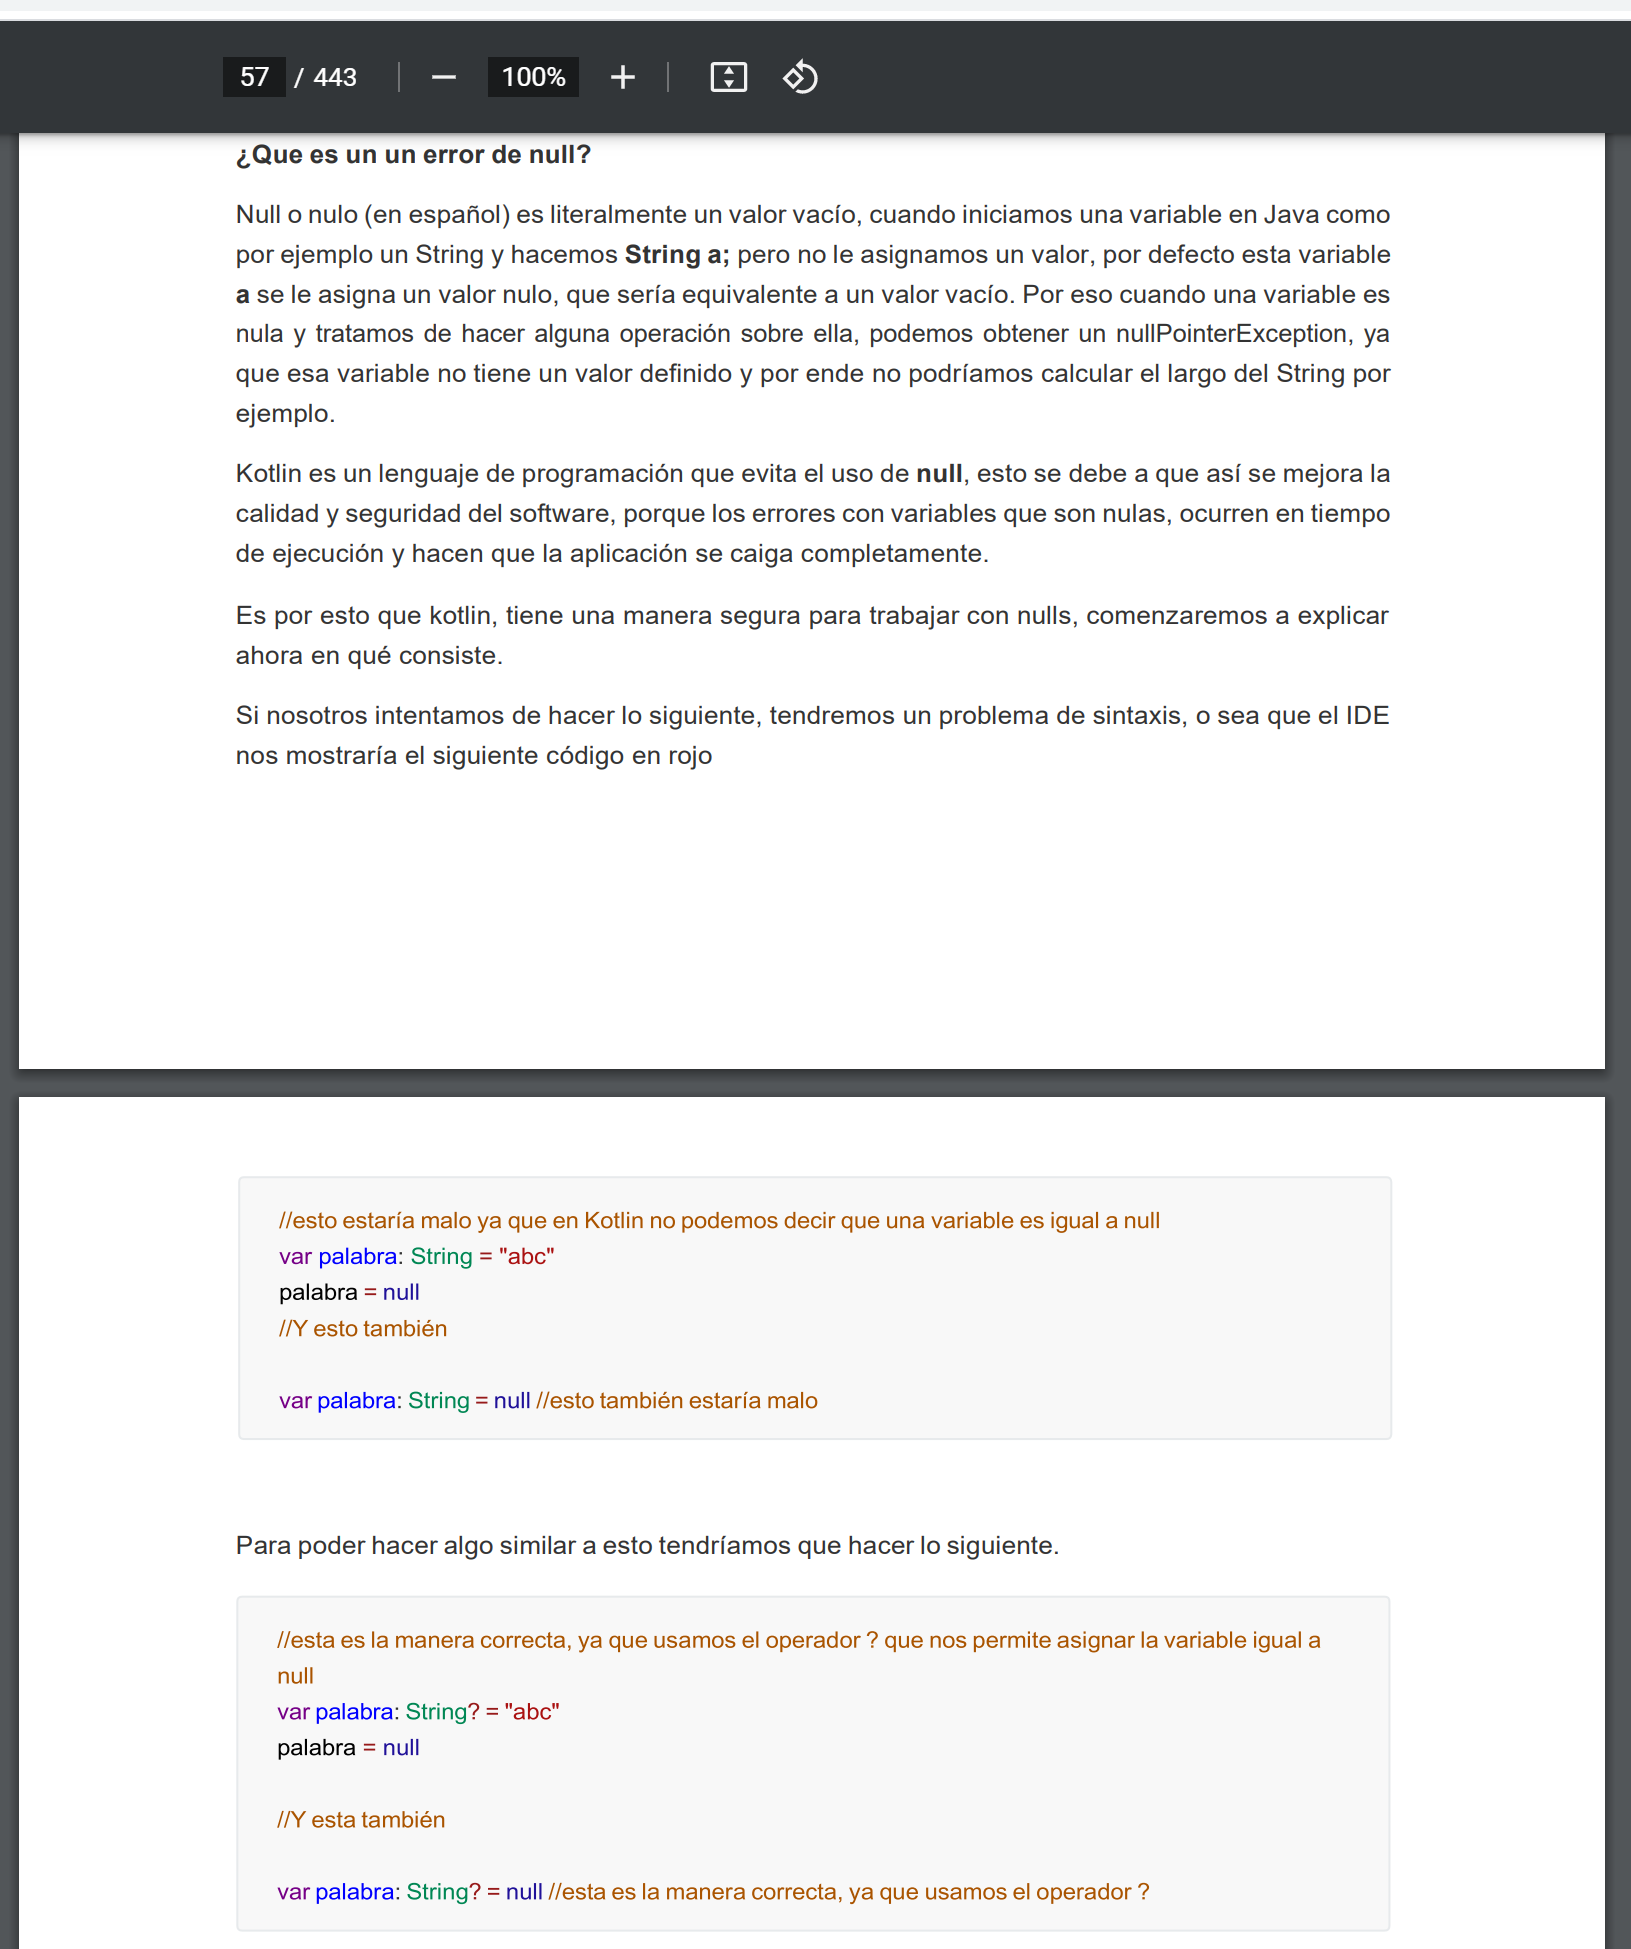 57 / 443 100%
¿Que es un un error de null?
Null o nulo (en español) es literalmente un valor vacío, cuando iniciamos una variable en Java como
por ejemplo un String y hacemos String a; pero no le asignamos un valor, por defecto esta variable
a se le asigna un valor nulo, que sería equivalente a un valor vacío. Por eso cuando una variable es
nula y tratamos de hacer alguna operación sobre ella, podemos obtener un nullPointerException, ya
que esa variable no tiene un valor definido y por ende no podríamos calcular el largo del String por
ejemplo.
Kotlin es un lenguaje de programación que evita el uso de null, esto se debe a que así se mejora la
calidad y seguridad del software, porque los errores con variables que son nulas, ocurren en tiempo
de ejecución y hacen que la aplicación se caiga completamente.
Es por esto que kotlin, tiene una manera segura para trabajar con nulls, comenzaremos a explicar
ahora en qué consiste.
Si nosotros intentamos de hacer lo siguiente, tendremos un problema de sintaxis, o sea que el IDE
nos mostraría el siguiente código en rojo
//esto estaría malo ya que en Kotlin no podemos decir que una variable es igual a null
var palabra: String = "abc"
palabra = null
//Y esto también
var palabra: String = null //esto también estaría malo
Para poder hacer algo similar a esto tendríamos que hacer lo siguiente.
//esta es la manera correcta, ya que usamos el operador ? que nos permite asignar la variable igual a
null
var palabra: String? = "abc"
palabra = null
//Y esta también
var palabra: String? = null //esta es la manera correcta, ya que usamos el operador ?